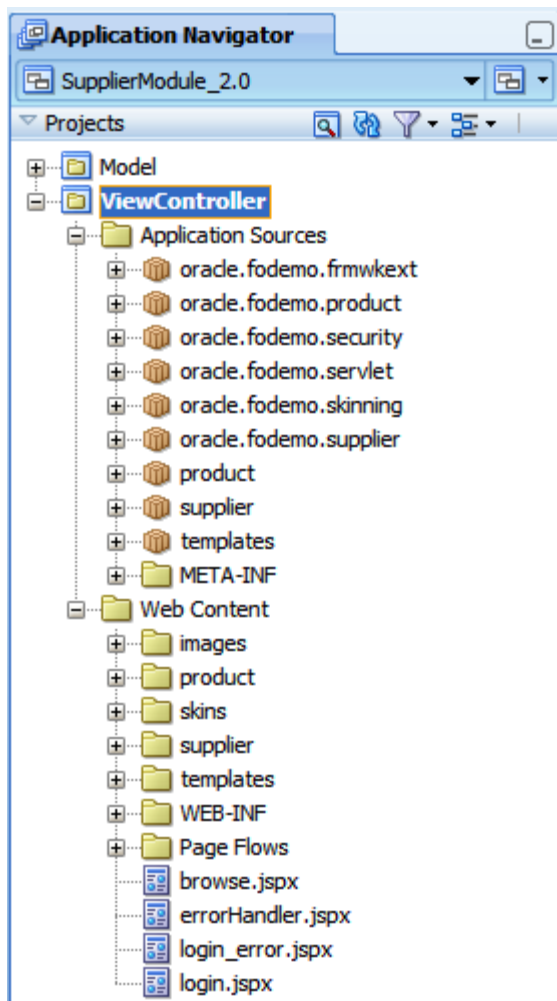 Application Navigator
SupplierModule_2.0
Projects
Model
ViewController
Application Sources
oracle.fodemo.frmwkext
oracle.fodemo.product
oracle.fodemo.security
oracle.fodemo.servlet
oracle.fodemo.skinning
oracle.fodemo.supplier
product
supplier
templates
META-INF
Web Content
images
product
skins
supplier
templates
WEB-INF
Page Flows
browse.jspx
errorHandler.jspx
login_error.jspx
login.jspx